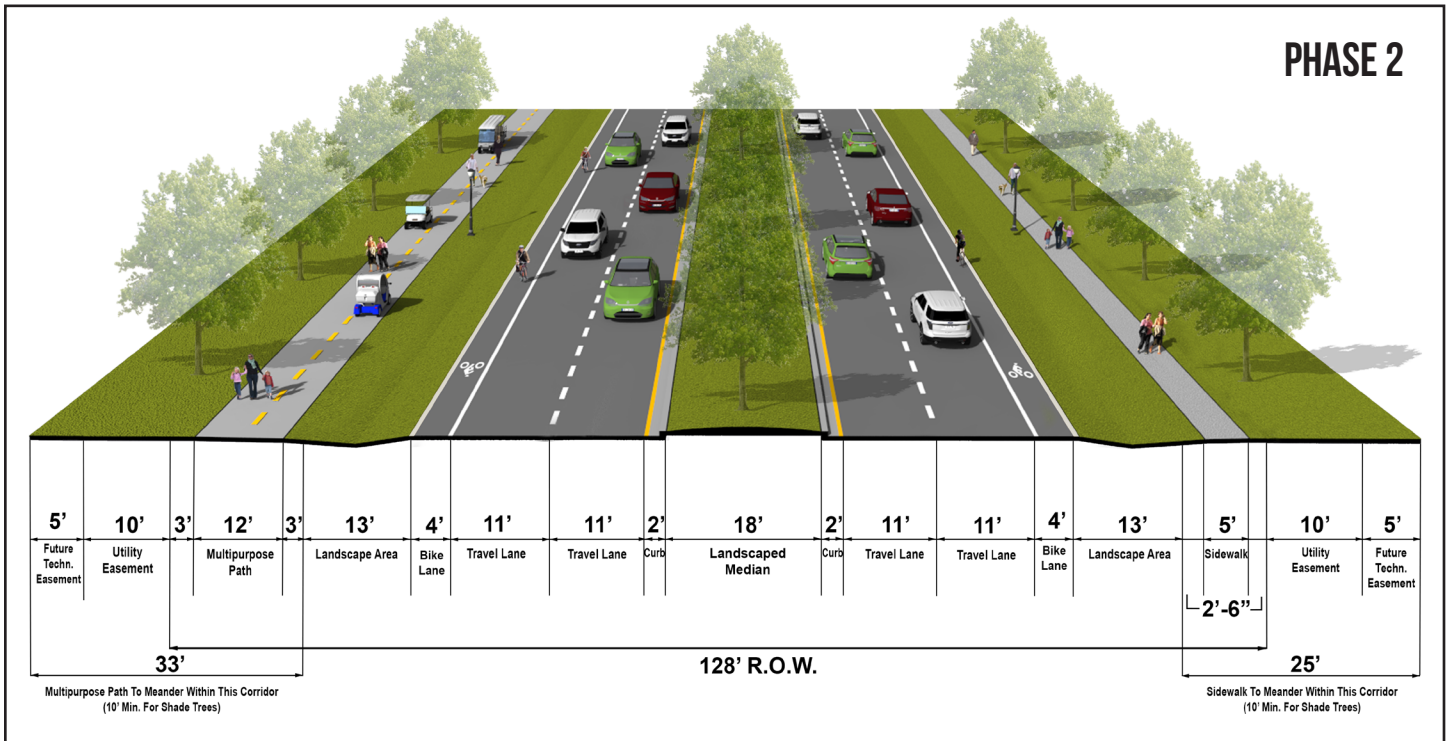 PHASE 2
5' 10' 3' 12' 3' 13' 4' 11' 11' 2' 18' 2' 11' 11' 4' 13' 5' 10' 5'
Future
Techn.
Easement
Utility
Easement
Multipurpose
Path
Landscape Area
Bike
Lane
Travel Lane
Travel Lane
Curb
Landscaped
Median
Curb
Travel Lane
Travel Lane
Bike
Lane
Landscape Area
Sidewalk
Utility
Easement
Future
Techn.
Easement
2'-6"
33'
128' R.O.W.
25'
Multipurpose Path To Meander Within This Corridor
(10' Min. For Shade Trees)
Sidewalk To Meander Within This Corridor
(10' Min. For Shade Trees)